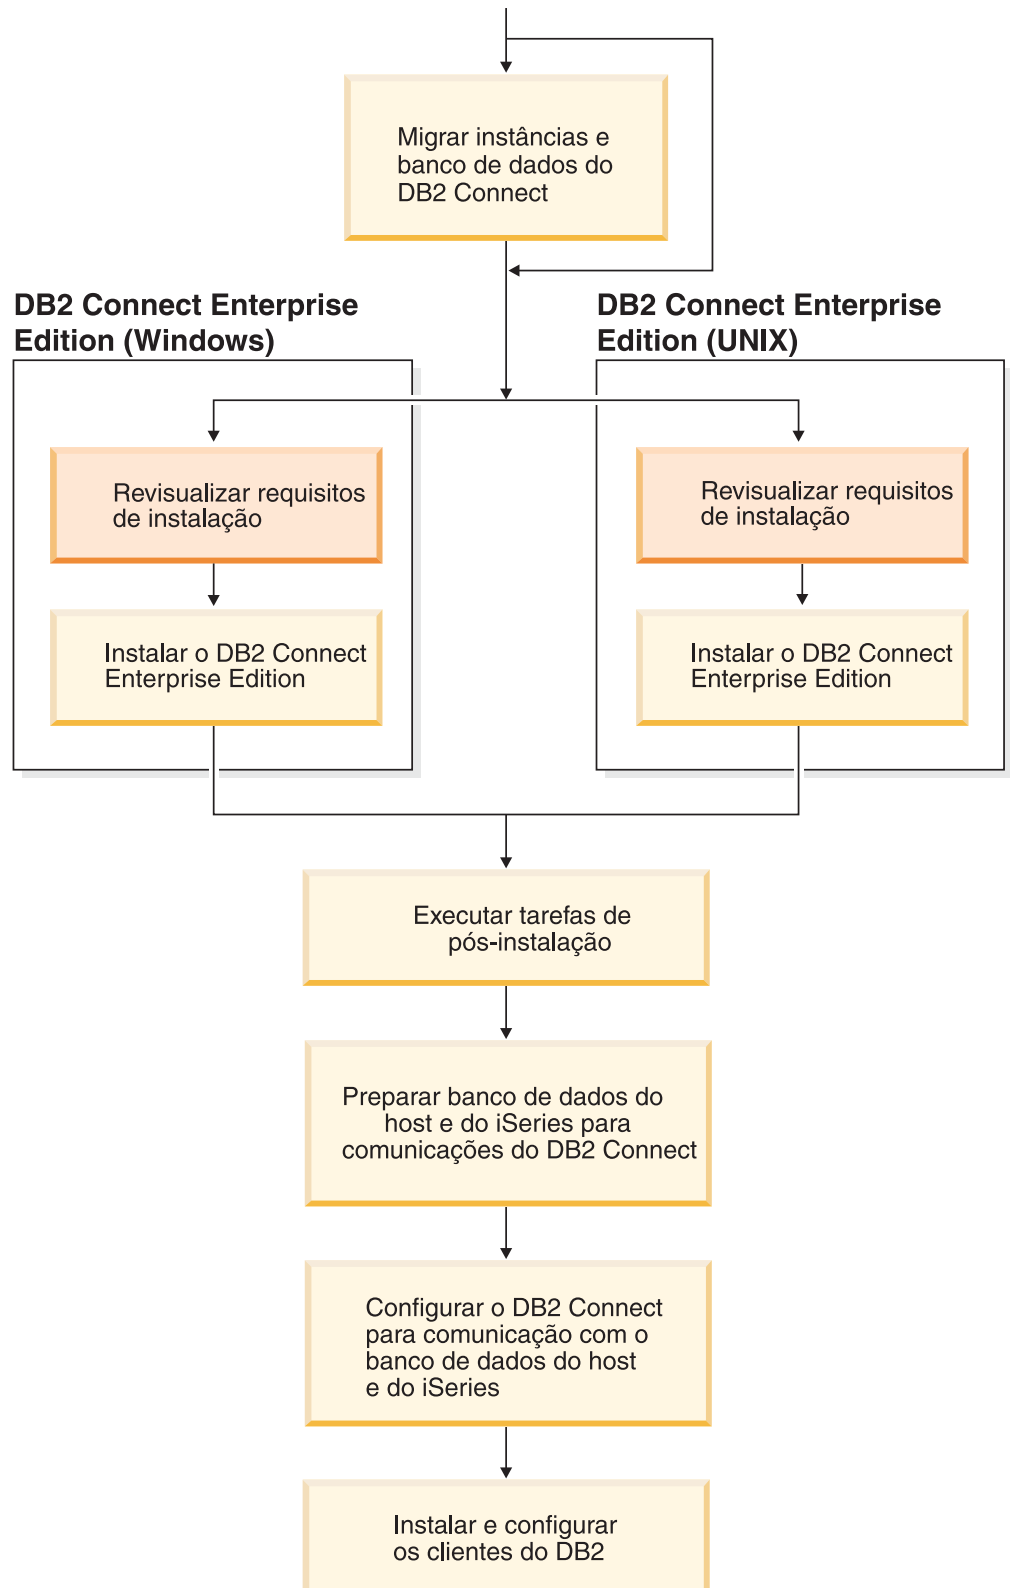 Migrar instâncias e
banco de dados do
DB2 Connect
DB2 Connect Enterprise
Edition (Windows)
DB2 Connect Enterprise
Edition (UNIX)
Revisualizar requisitos
de instalação
Revisualizar requisitos
de instalação
Instalar o DB2 Connect
Enterprise Edition
Instalar o DB2 Connect
Enterprise Edition
Executar tarefas de
pós-instalação
Preparar banco de dados do
host e do iSeries para
comunicações do DB2 Connect
Configurar o DB2 Connect
para comunicação com o
banco de dados do host
e do iSeries
Instalar e configurar
os clientes do DB2